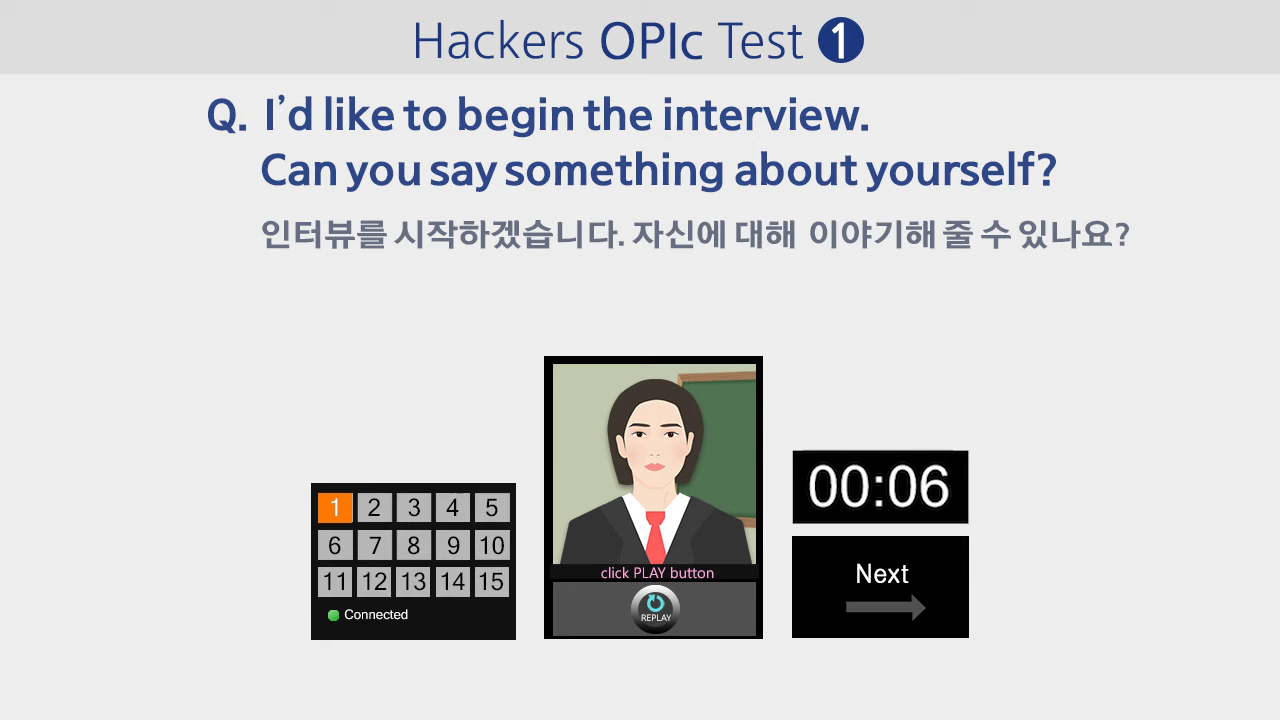 Hackers OPIc Test 1
Q. I'd like to begin the interview.
Can you say something about yourself?
인터뷰를 시작하겠습니다. 자신에 대해 이야기해 줄 수 있나요?
1 2 3 4 5
6 7 8 9 10
11 12 13 14 15
Connected
click PLAY button
REPLAY
00:06
Next